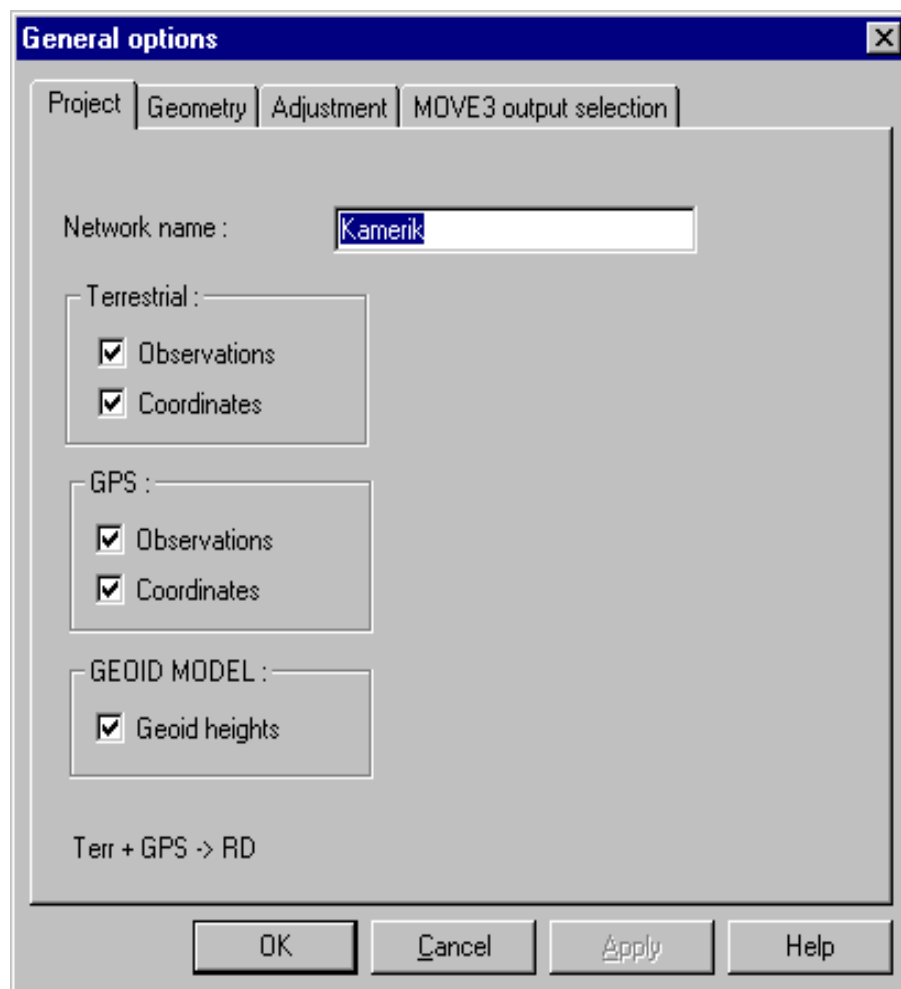 General options
Project Geometry Adjustment MOVE3 output selection
Network name : Kamerik
Terrestrial :
Observations
Coordinates
GPS :
Observations
Coordinates
GEOID MODEL :
Geoid heights
Terr + GPS -> RD
OK Cancel Apply Help